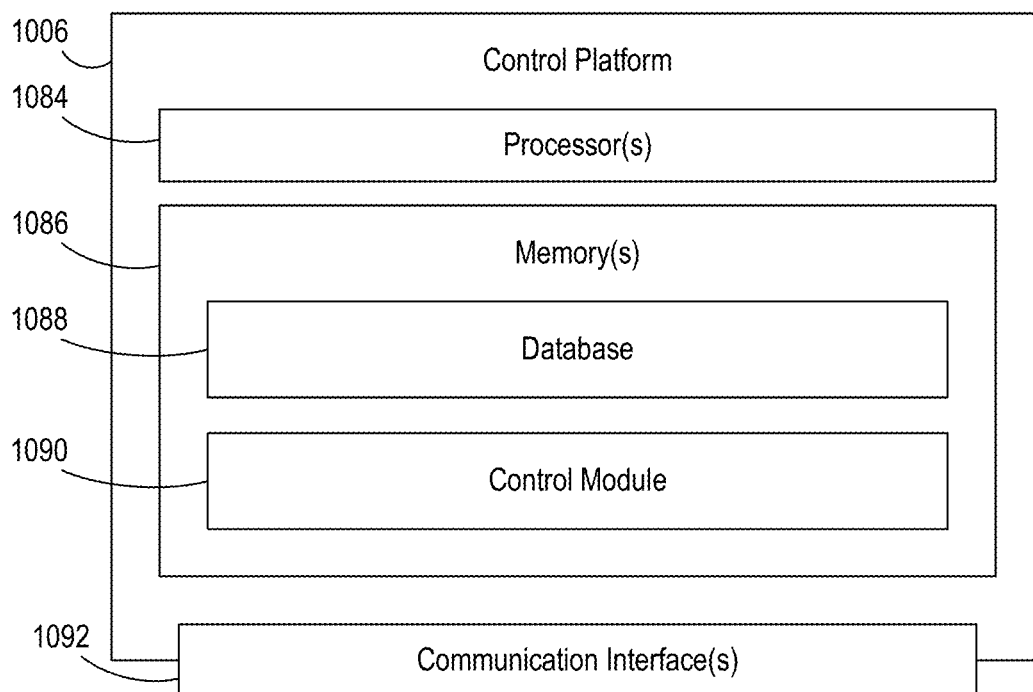 1006
Control Platform
1084
Processor(s)
1086
Memory(s)
1088
Database
1090
Control Module
1092
Communication Interface(s)